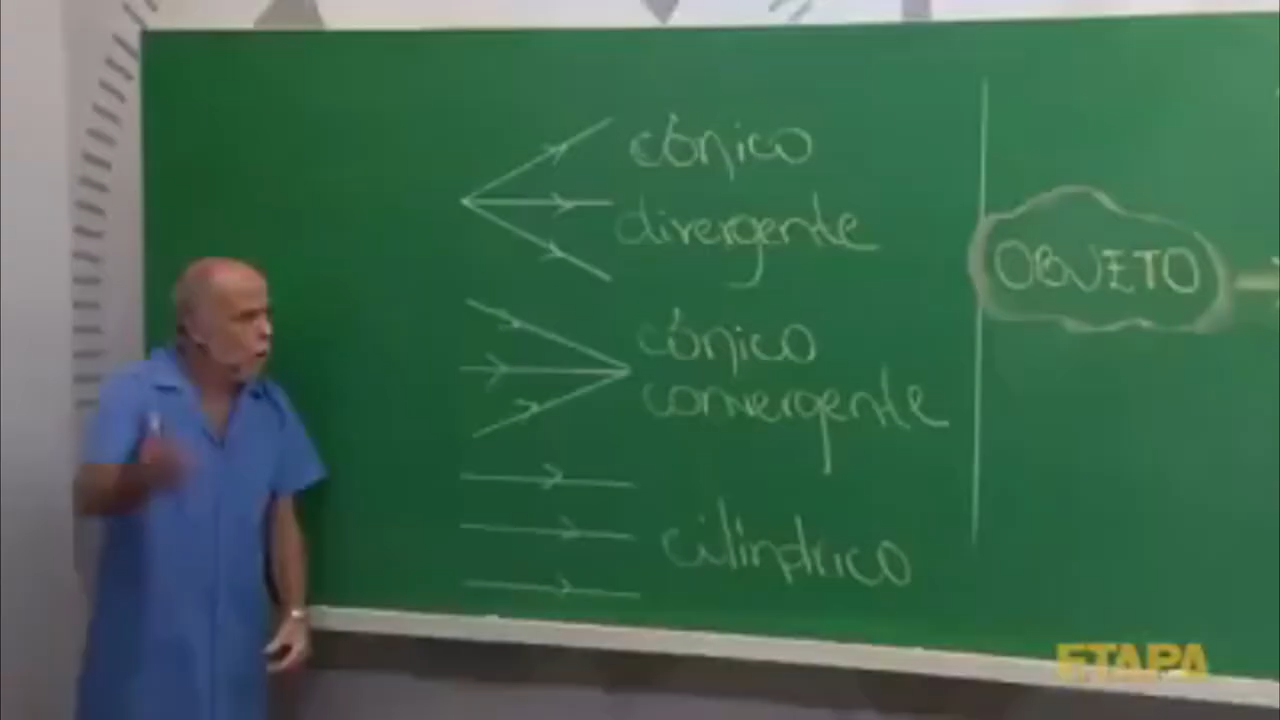 cônico
divergente
cônico
convergente
cilíndrico
OBJETO
ETAPA